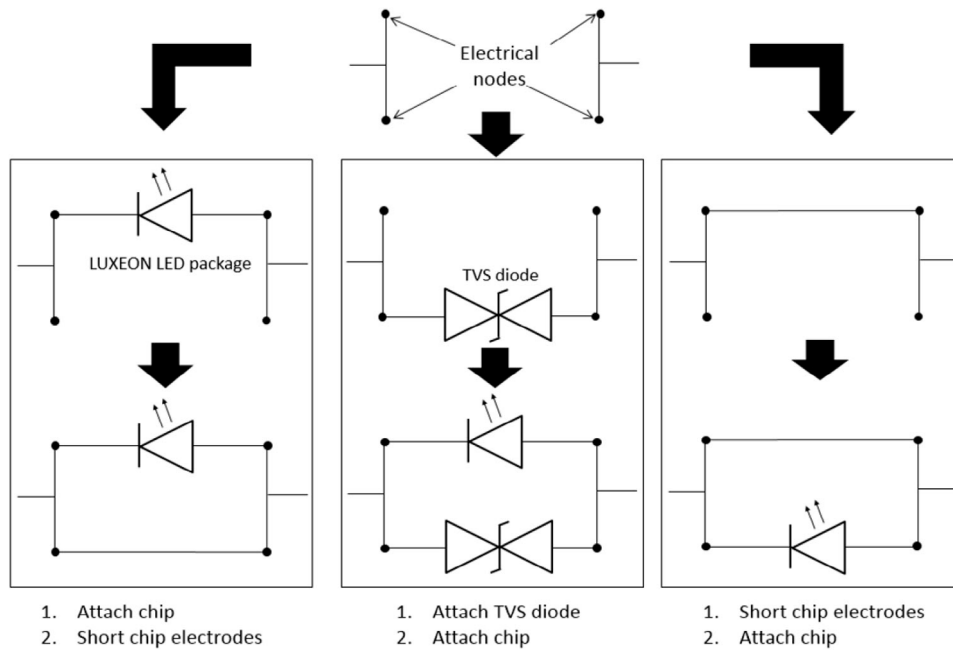 Electrical
nodes
LUXEON LED package
TVS diode
1. Attach chip
2. Short chip electrodes
1. Attach TVS diode
2. Attach chip
1. Short chip electrodes
2. Attach chip